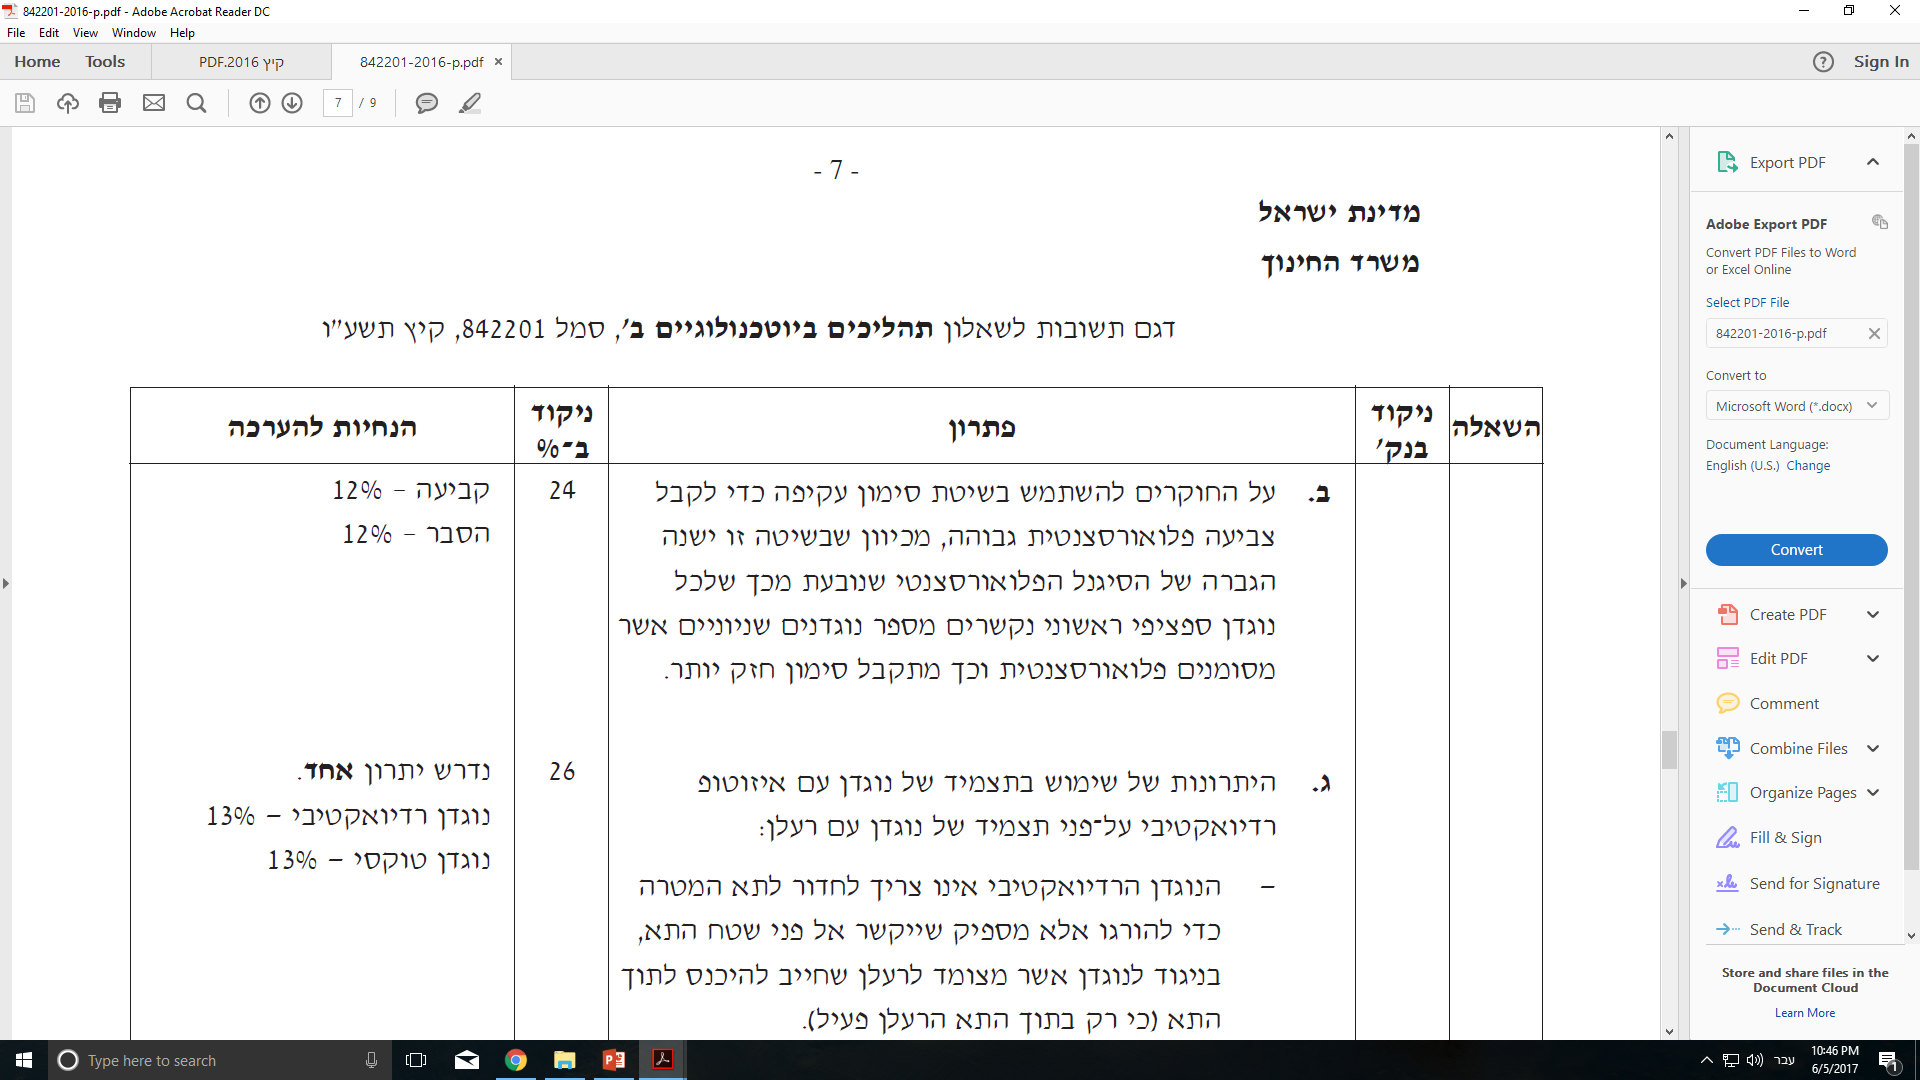 842201-2016-p.pdf - Adobe Acrobat Reader DC
File Edit View Window Help
Home Tools קיץ 2016.PDF 842201-2016-p.pdf × Sign In
7 / 9
- 7 -
מדינת ישראל
משרד החינוך
דגם תשובות לשאלון תהליכים ביוטכנולוגיים ב', סמל 842201, קיץ תשע"ו
השאלה
ניקוד
בנק'
פתרון
ניקוד
ב־%
הנחיות להערכה
ב. על החוקרים להשתמש בשיטת סימון עקיפה כדי לקבל
צביעה פלואורסצנטית גבוהה, מכיוון שבשיטה זו ישנה
הגברה של הסיגנל הפלואורסצנטי שנובעת מכך שלכל
נוגדן ספציפי ראשוני נקשרים מספר נוגדנים שניוניים אשר
מסומנים פלואורסצנטית וכך מתקבל סימון חזק יותר.
24
קביעה – 12%
הסבר – 12%
ג. היתרונות של שימוש בתצמיד של נוגדן עם איזוטופ
רדיואקטיבי על־פני תצמיד של נוגדן עם רעלן:
– הנוגדן הרדיואקטיבי אינו צריך לחדור לתא המטרה
כדי להורגו אלא מספיק שייקשר אל פני שטח התא,
בניגוד לנוגדן אשר מצומד לרעלן שחייב להיכנס לתוך
התא (כי רק בתוך התא הרעלן פעיל).
26
נדרש יתרון אחד.
נוגדן רדיואקטיבי – 13%
נוגדן טוקסי – 13%
Export PDF
Adobe Export PDF
Convert PDF Files to Word
or Excel Online
Select PDF File
842201-2016-p.pdf
Convert to
Microsoft Word (*.docx)
Document Language:
English (U.S.) Change
Convert
Create PDF
Edit PDF
Comment
Combine Files
Organize Pages
Fill & Sign
Send for Signature
Send & Track
Store and share files in the
Document Cloud
Learn More
Type here to search
עבר
10:46 PM
6/5/2017
1